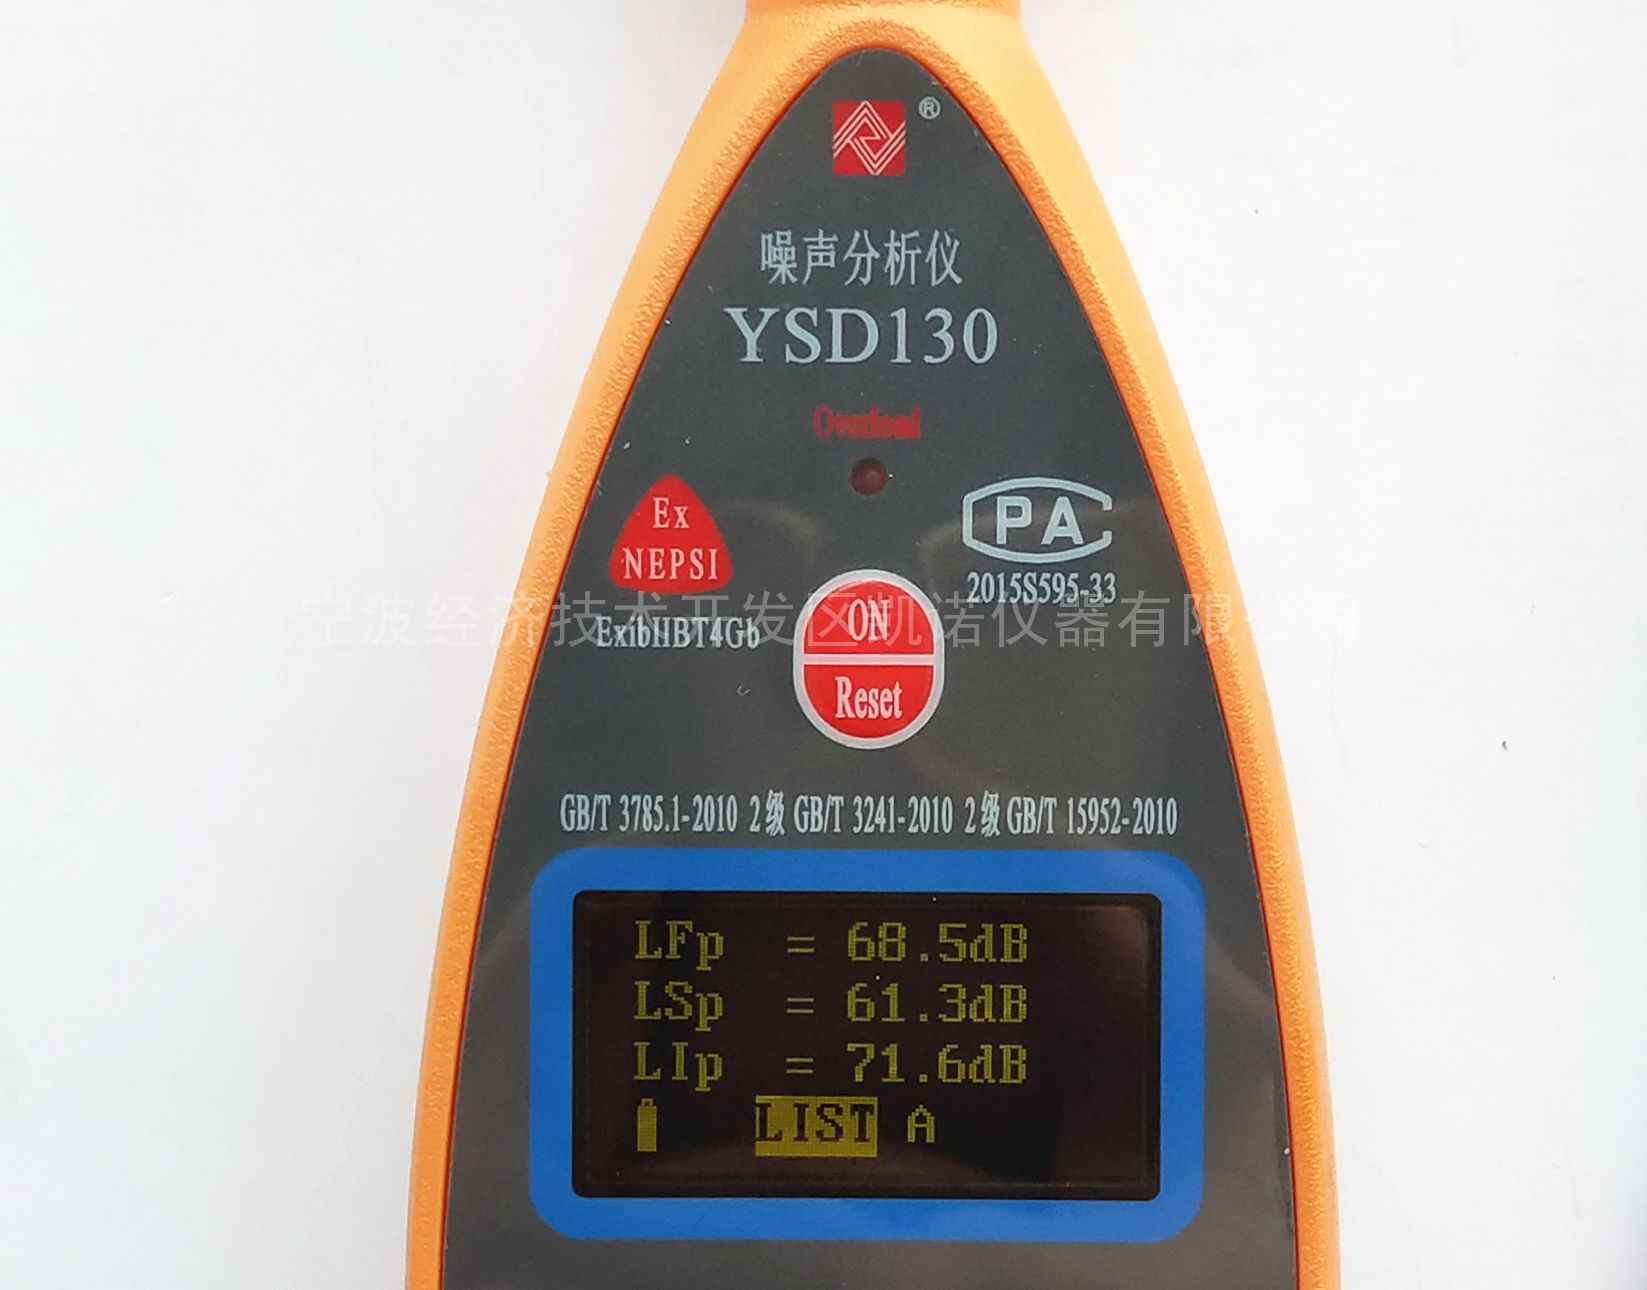 ®
噪声分析仪
YSD130
Overload
Ex
NEPSI
PA
2015S595-33
宁波经济技术开发区凯诺仪器有限公司
ExibIIBT4Gb
ON
Reset
GB/T 3785.1-2010 2级 GB/T 3241-2010 2级 GB/T 15952-2010
LFp = 68.5dB
LSp = 61.3dB
LIp = 71.6dB
LIST A